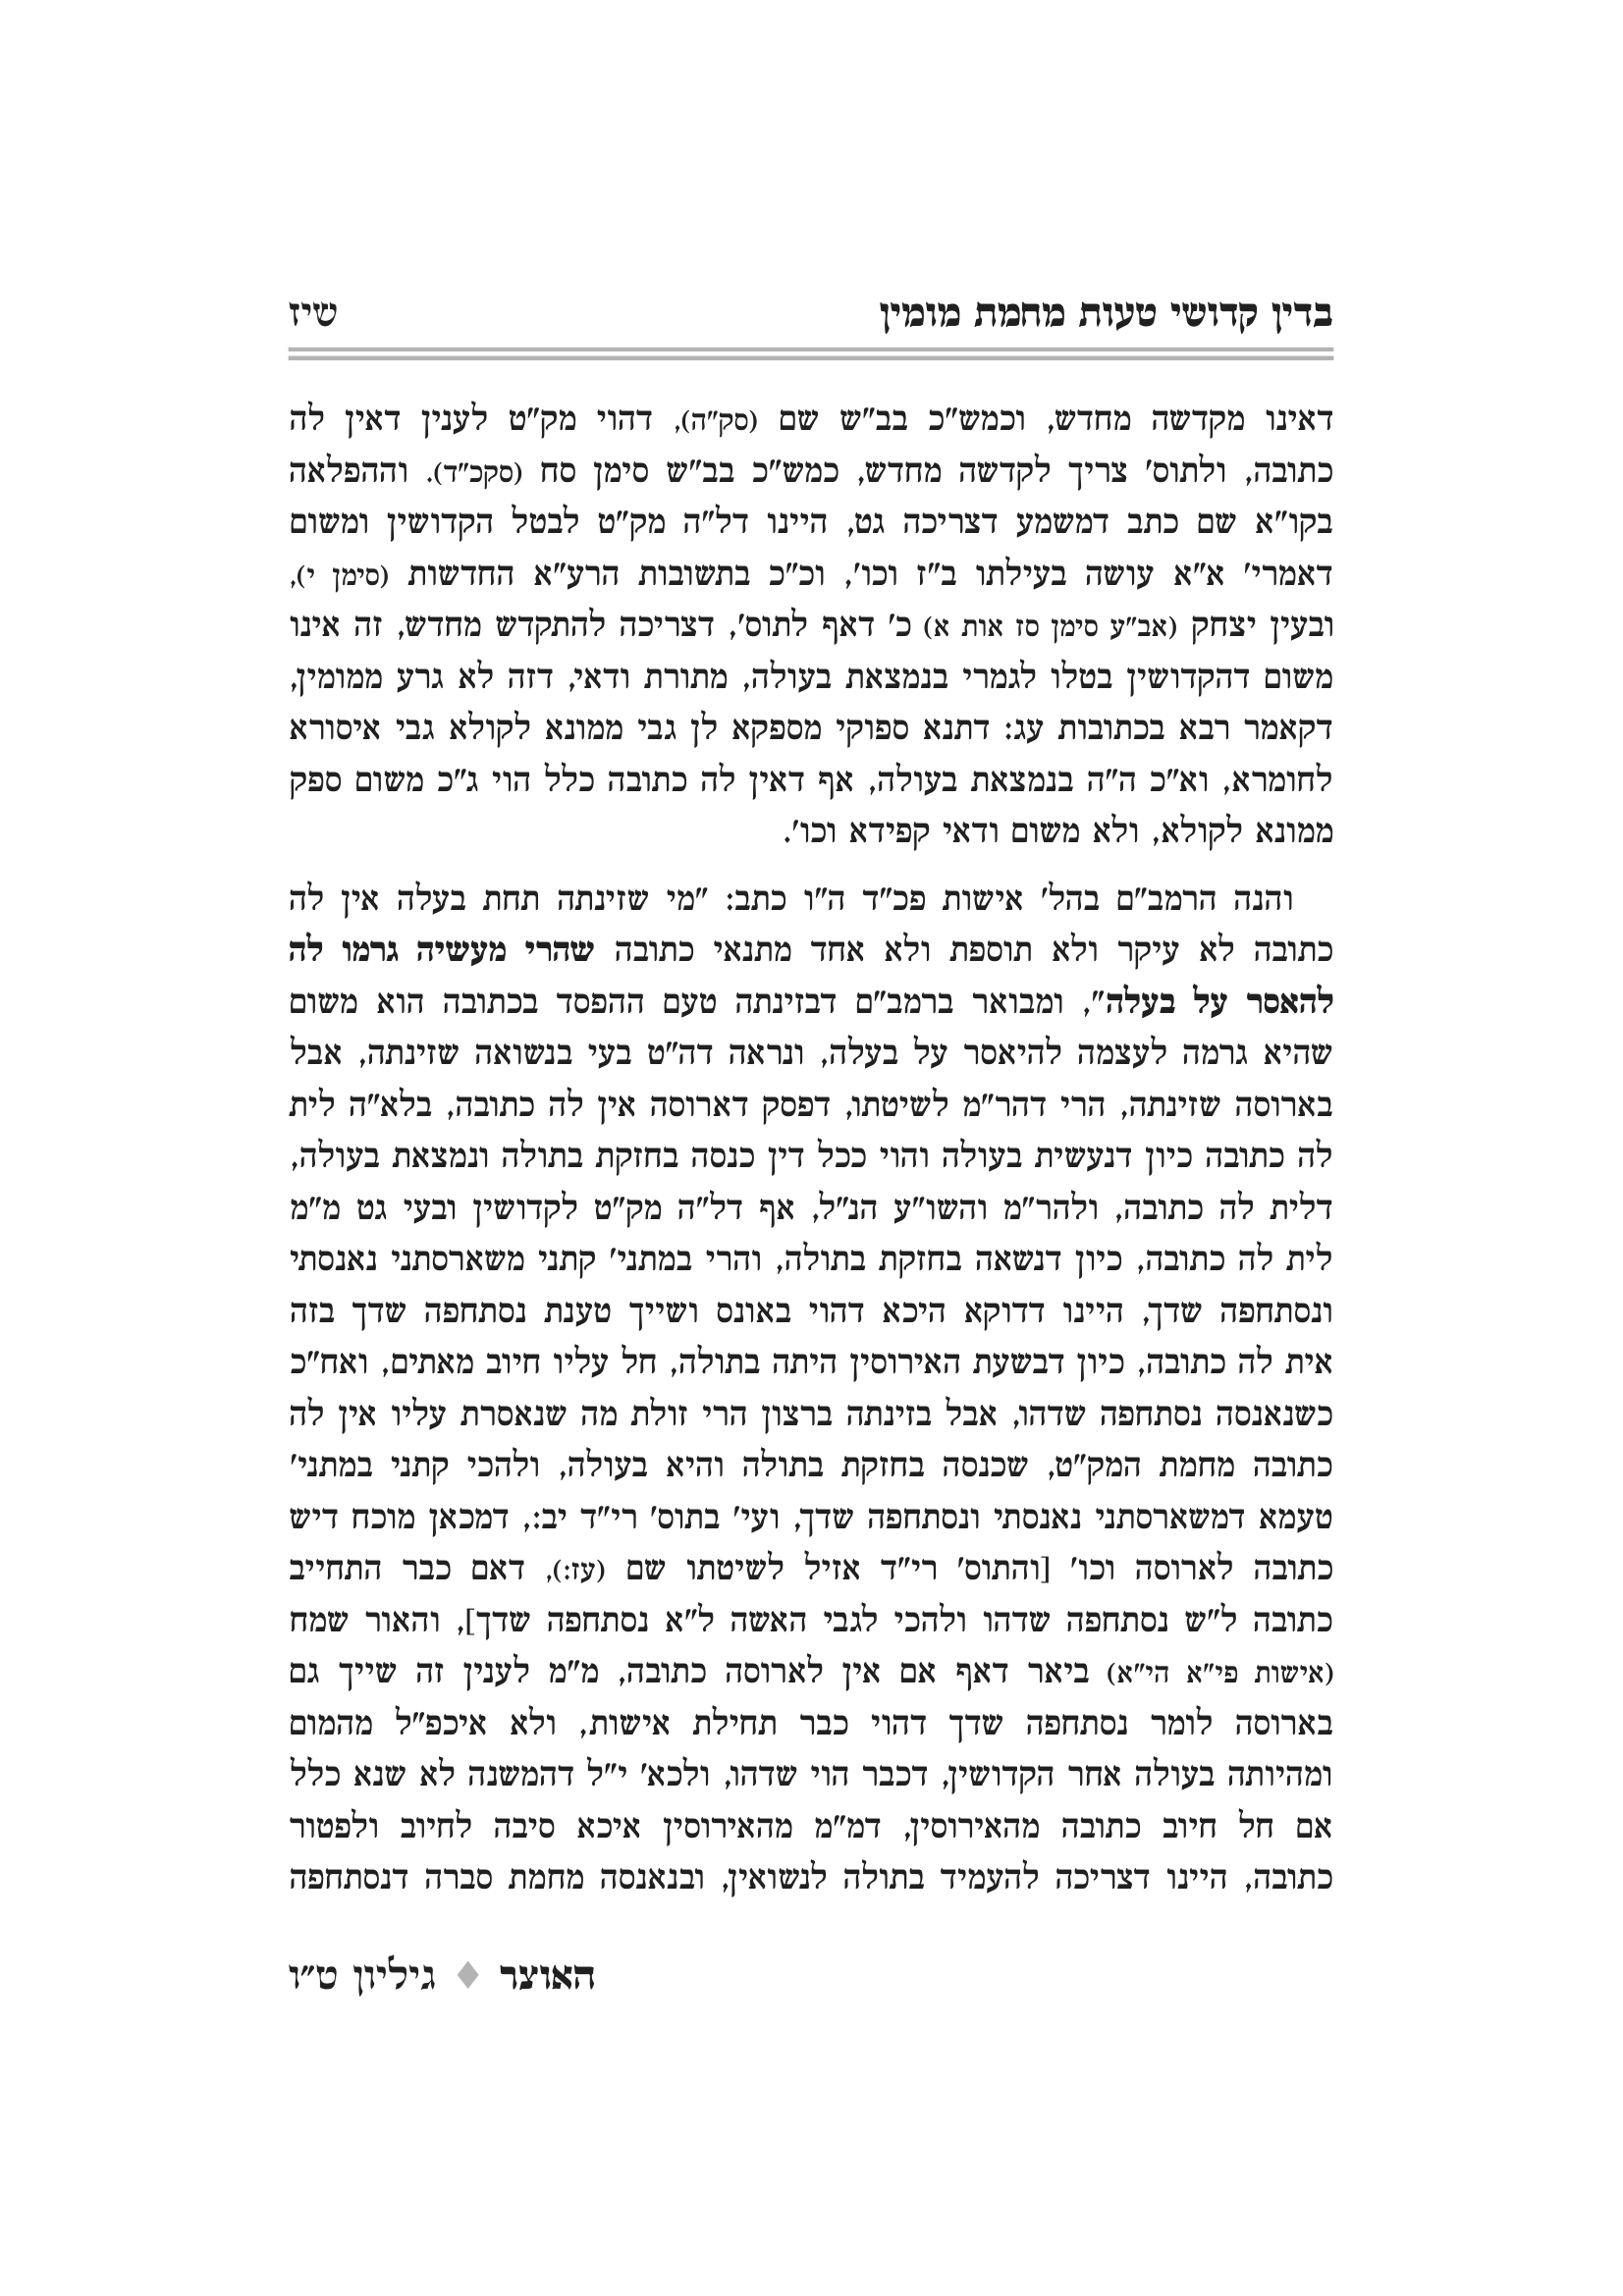 בדין קדושי טעות מחמת מומין שיז
דאינו מקדשה מחדש, וכמש"כ בב"ש שם (סק"ה), דהוי מק"ט לענין דאין לה
כתובה, ולתוס' צריך לקדשה מחדש, כמש"כ בב"ש סימן סח (סקכ"ד). וההפלאה
בקו"א שם כתב דמשמע דצריכה גט, היינו דל"ה מק"ט לבטל הקדושין ומשום
דאמרי' א"א עושה בעילתו ב"ז וכו', וכ"כ בתשובות הרע"א החדשות (סימן י),
ובעין יצחק (אב"ע סימן סז אות א) כ' דאף לתוס', דצריכה להתקדש מחדש, זה אינו
משום דהקדושין בטלו לגמרי בנמצאת בעולה, מתורת ודאי, דזה לא גרע ממומין,
דקאמר רבא בכתובות עג: דתנא ספוקי מספקא לן גבי ממונא לקולא גבי איסורא
לחומרא, וא"כ ה"ה בנמצאת בעולה, אף דאין לה כתובה כלל הוי ג"כ משום ספק
ממונא לקולא, ולא משום ודאי קפידא וכו'.
והנה הרמב"ם בהל' אישות פכ"ד ה"ו כתב: "מי שזינתה תחת בעלה אין לה
כתובה לא עיקר ולא תוספת ולא אחד מתנאי כתובה שהרי מעשיה גרמו לה
להאסר על בעלה", ומבואר ברמב"ם דבזינתה טעם ההפסד בכתובה הוא משום
שהיא גרמה לעצמה להיאסר על בעלה, ונראה דה"ט בעי בנשואה שזינתה, אבל
בארוסה שזינתה, הרי דהר"מ לשיטתו, דפסק דארוסה אין לה כתובה, בלא"ה לית
לה כתובה כיון דנעשית בעולה והוי ככל דין כנסה בחזקת בתולה ונמצאת בעולה,
דלית לה כתובה, ולהר"מ והשו"ע הנ"ל, אף דל"ה מק"ט לקדושין ובעי גט מ"מ
לית לה כתובה, כיון דנשאה בחזקת בתולה, והרי במתני' קתני משארסתני נאנסתי
ונסתחפה שדך, היינו דדוקא היכא דהוי באונס ושייך טענת נסתחפה שדך בזה
אית לה כתובה, כיון דבשעת האירוסין היתה בתולה, חל עליו חיוב מאתים, ואח"כ
כשנאנסה נסתחפה שדהו, אבל בזינתה ברצון הרי זולת מה שנאסרת עליו אין לה
כתובה מחמת המק"ט, שכנסה בחזקת בתולה והיא בעולה, ולהכי קתני במתני'
טעמא דמשארסתני נאנסתי ונסתחפה שדך, ועי' בתוס' רי"ד יב:, דמכאן מוכח דיש
כתובה לארוסה וכו' [והתוס' רי"ד אזיל לשיטתו שם (עז:), דאם כבר התחייב
כתובה ל"ש נסתחפה שדהו ולהכי לגבי האשה ל"א נסתחפה שדך], והאור שמח
(אישות פי"א הי"א) ביאר דאף אם אין לארוסה כתובה, מ"מ לענין זה שייך גם
בארוסה לומר נסתחפה שדך דהוי כבר תחילת אישות, ולא איכפ"ל מהמום
ומהיותה בעולה אחר הקדושין, דכבר הוי שדהו, ולכא' י"ל דהמשנה לא שנא כלל
אם חל חיוב כתובה מהאירוסין, דמ"מ מהאירוסין איכא סיבה לחיוב ולפטור
כתובה, היינו דצריכה להעמיד בתולה לנשואין, ובנאנסה מחמת סברה דנסתחפה
האוצר ♦ גיליון ט"ו